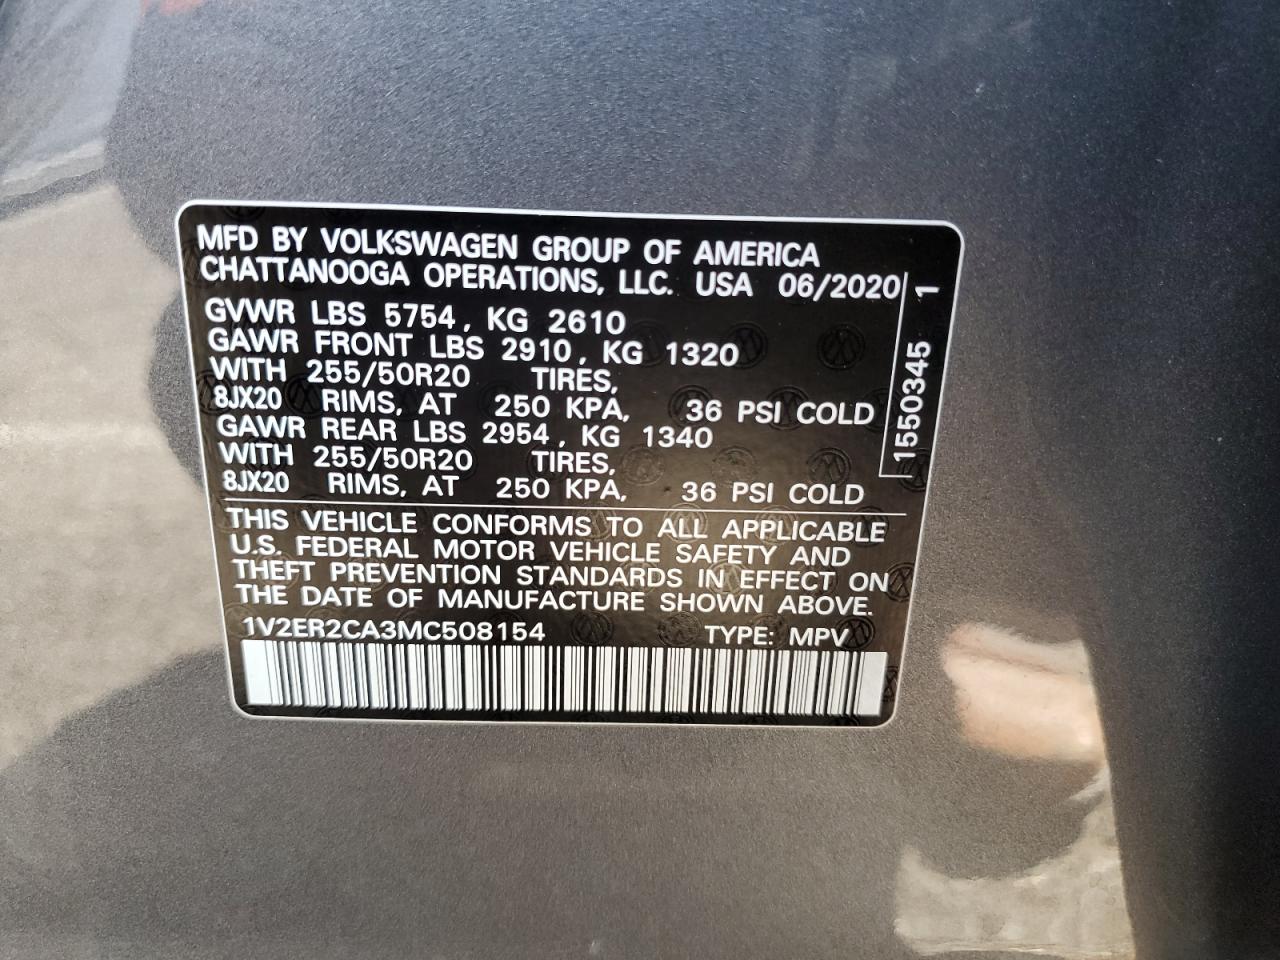 MFD BY VOLKSWAGEN GROUP OF AMERICA
CHATTANOOGA OPERATIONS, LLC. USA 06/2020
GVWR LBS 5754, KG 2610
GAWR FRONT LBS 2910, KG 1320
WITH 255/50R20 TIRES,
8JX20 RIMS, AT 250 KPA, 36 PSI COLD
GAWR REAR LBS 2954, KG 1340
WITH 255/50R20 TIRES,
8JX20 RIMS, AT 250 KPA, 36 PSI COLD
1550345 1
THIS VEHICLE CONFORMS TO ALL APPLICABLE
U.S. FEDERAL MOTOR VEHICLE SAFETY AND
THEFT PREVENTION STANDARDS IN EFFECT ON
THE DATE OF MANUFACTURE SHOWN ABOVE.
1V2ER2CA3MC508154 TYPE: MPV